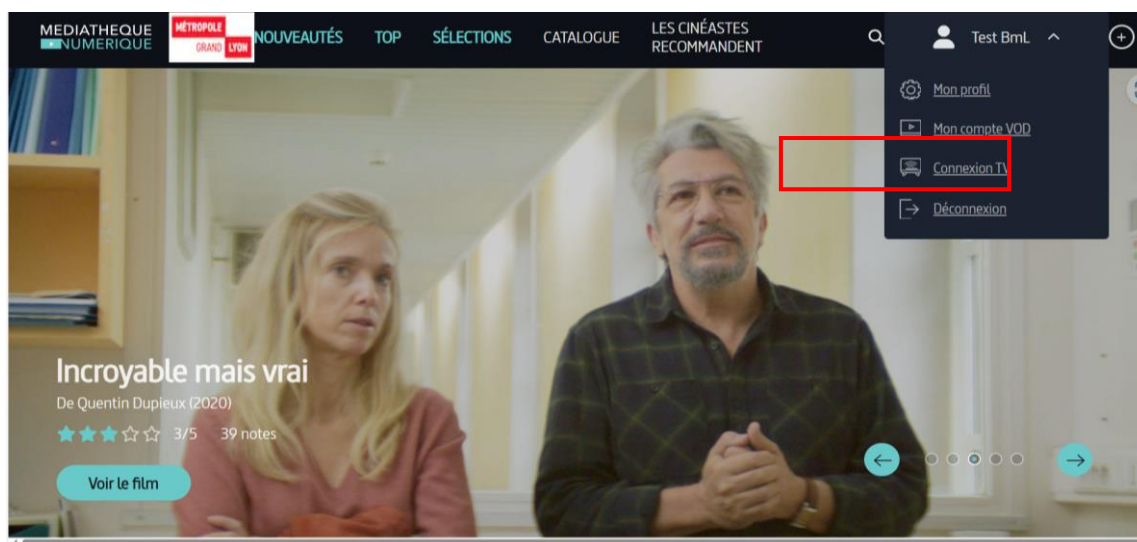 MEDIATHEQUE
NUMERIQUE
MÉTROPOLE
GRAND LYON
NOUVEAUTÉS
TOP
SÉLECTIONS
CATALOGUE
LES CINÉASTES
RECOMMANDENT
Test BmL
Mon profil
Mon compte VOD
Connexion TV
Déconnexion
Incroyable mais vrai
De Quentin Dupieux (2020)
3/5 39 notes
Voir le film